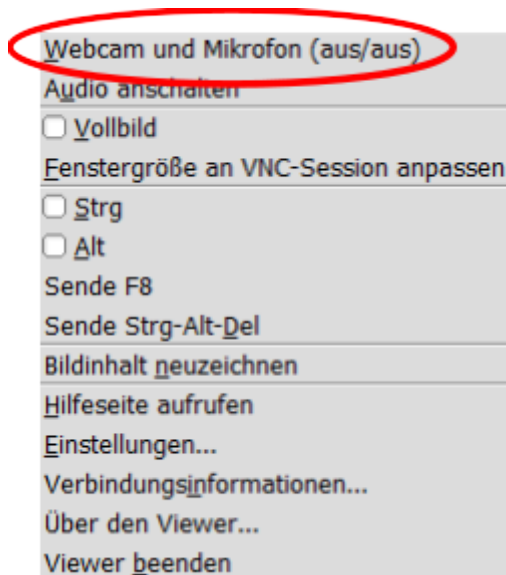 Webcam und Mikrofon (aus/aus)
Audio anschalten
Vollbild
Fenstergröße an VNC-Session anpassen
Strg
Alt
Sende F8
Sende Strg-Alt-Del
Bildinhalt neuzeichnen
Hilfeseite aufrufen
Einstellungen...
Verbindungsinformationen...
Über den Viewer...
Viewer beenden